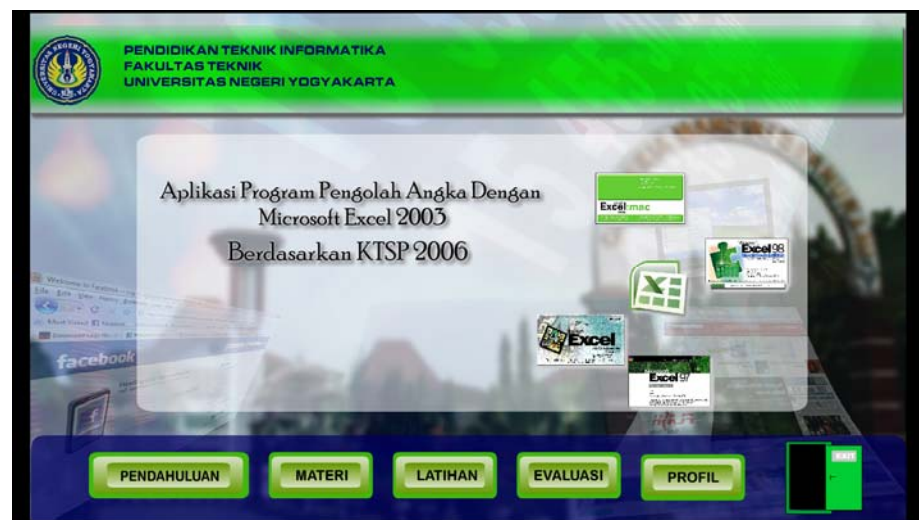 PENDIDIKAN TEKNIK INFORMATIKA
FAKULTAS TEKNIK
UNIVERSITAS NEGERI YOGYAKARTA
Aplikasi Program Pengolah Angka Dengan
Microsoft Excel 2003
Berdasarkan KTSP 2006
Excel:mac
Excel 98
Excel
Excel 97
facebook
PENDAHULUAN
MATERI
LATIHAN
EVALUASI
PROFIL
EXIT